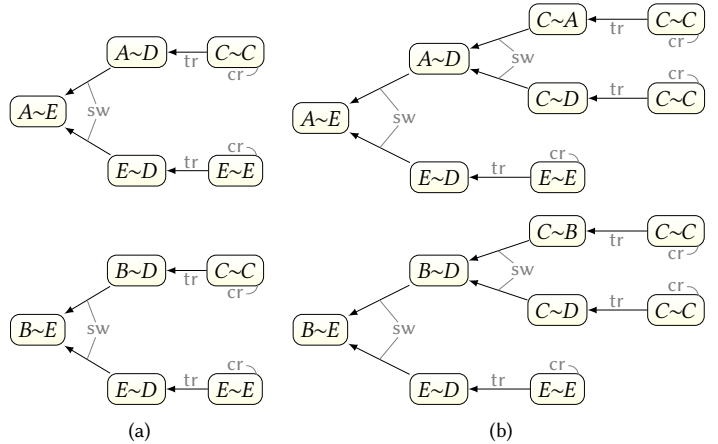 C~A C~C
tr
cr
A~D C~C A~D
tr sw
cr
cr
A~E sw A~E sw C~D C~C
tr
cr cr
E~D E~E E~D E~E
tr tr
C~B C~C
tr
cr
B~D C~C B~D
tr sw
cr
cr
B~E sw B~E sw C~D C~C
tr
cr cr
E~D E~E E~D E~E
tr tr
(a) (b)